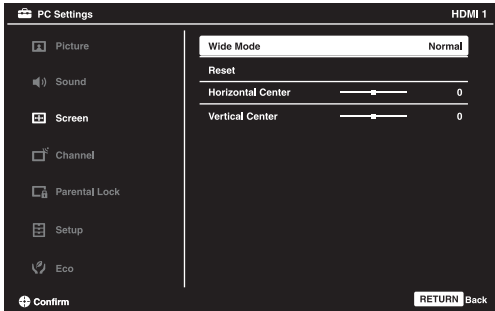 PC Settings HDMI 1
Picture
Sound
Screen
Channel
Parental Lock
Setup
Eco
Wide Mode Normal
Reset
Horizontal Center 0
Vertical Center 0
Confirm RETURN Back